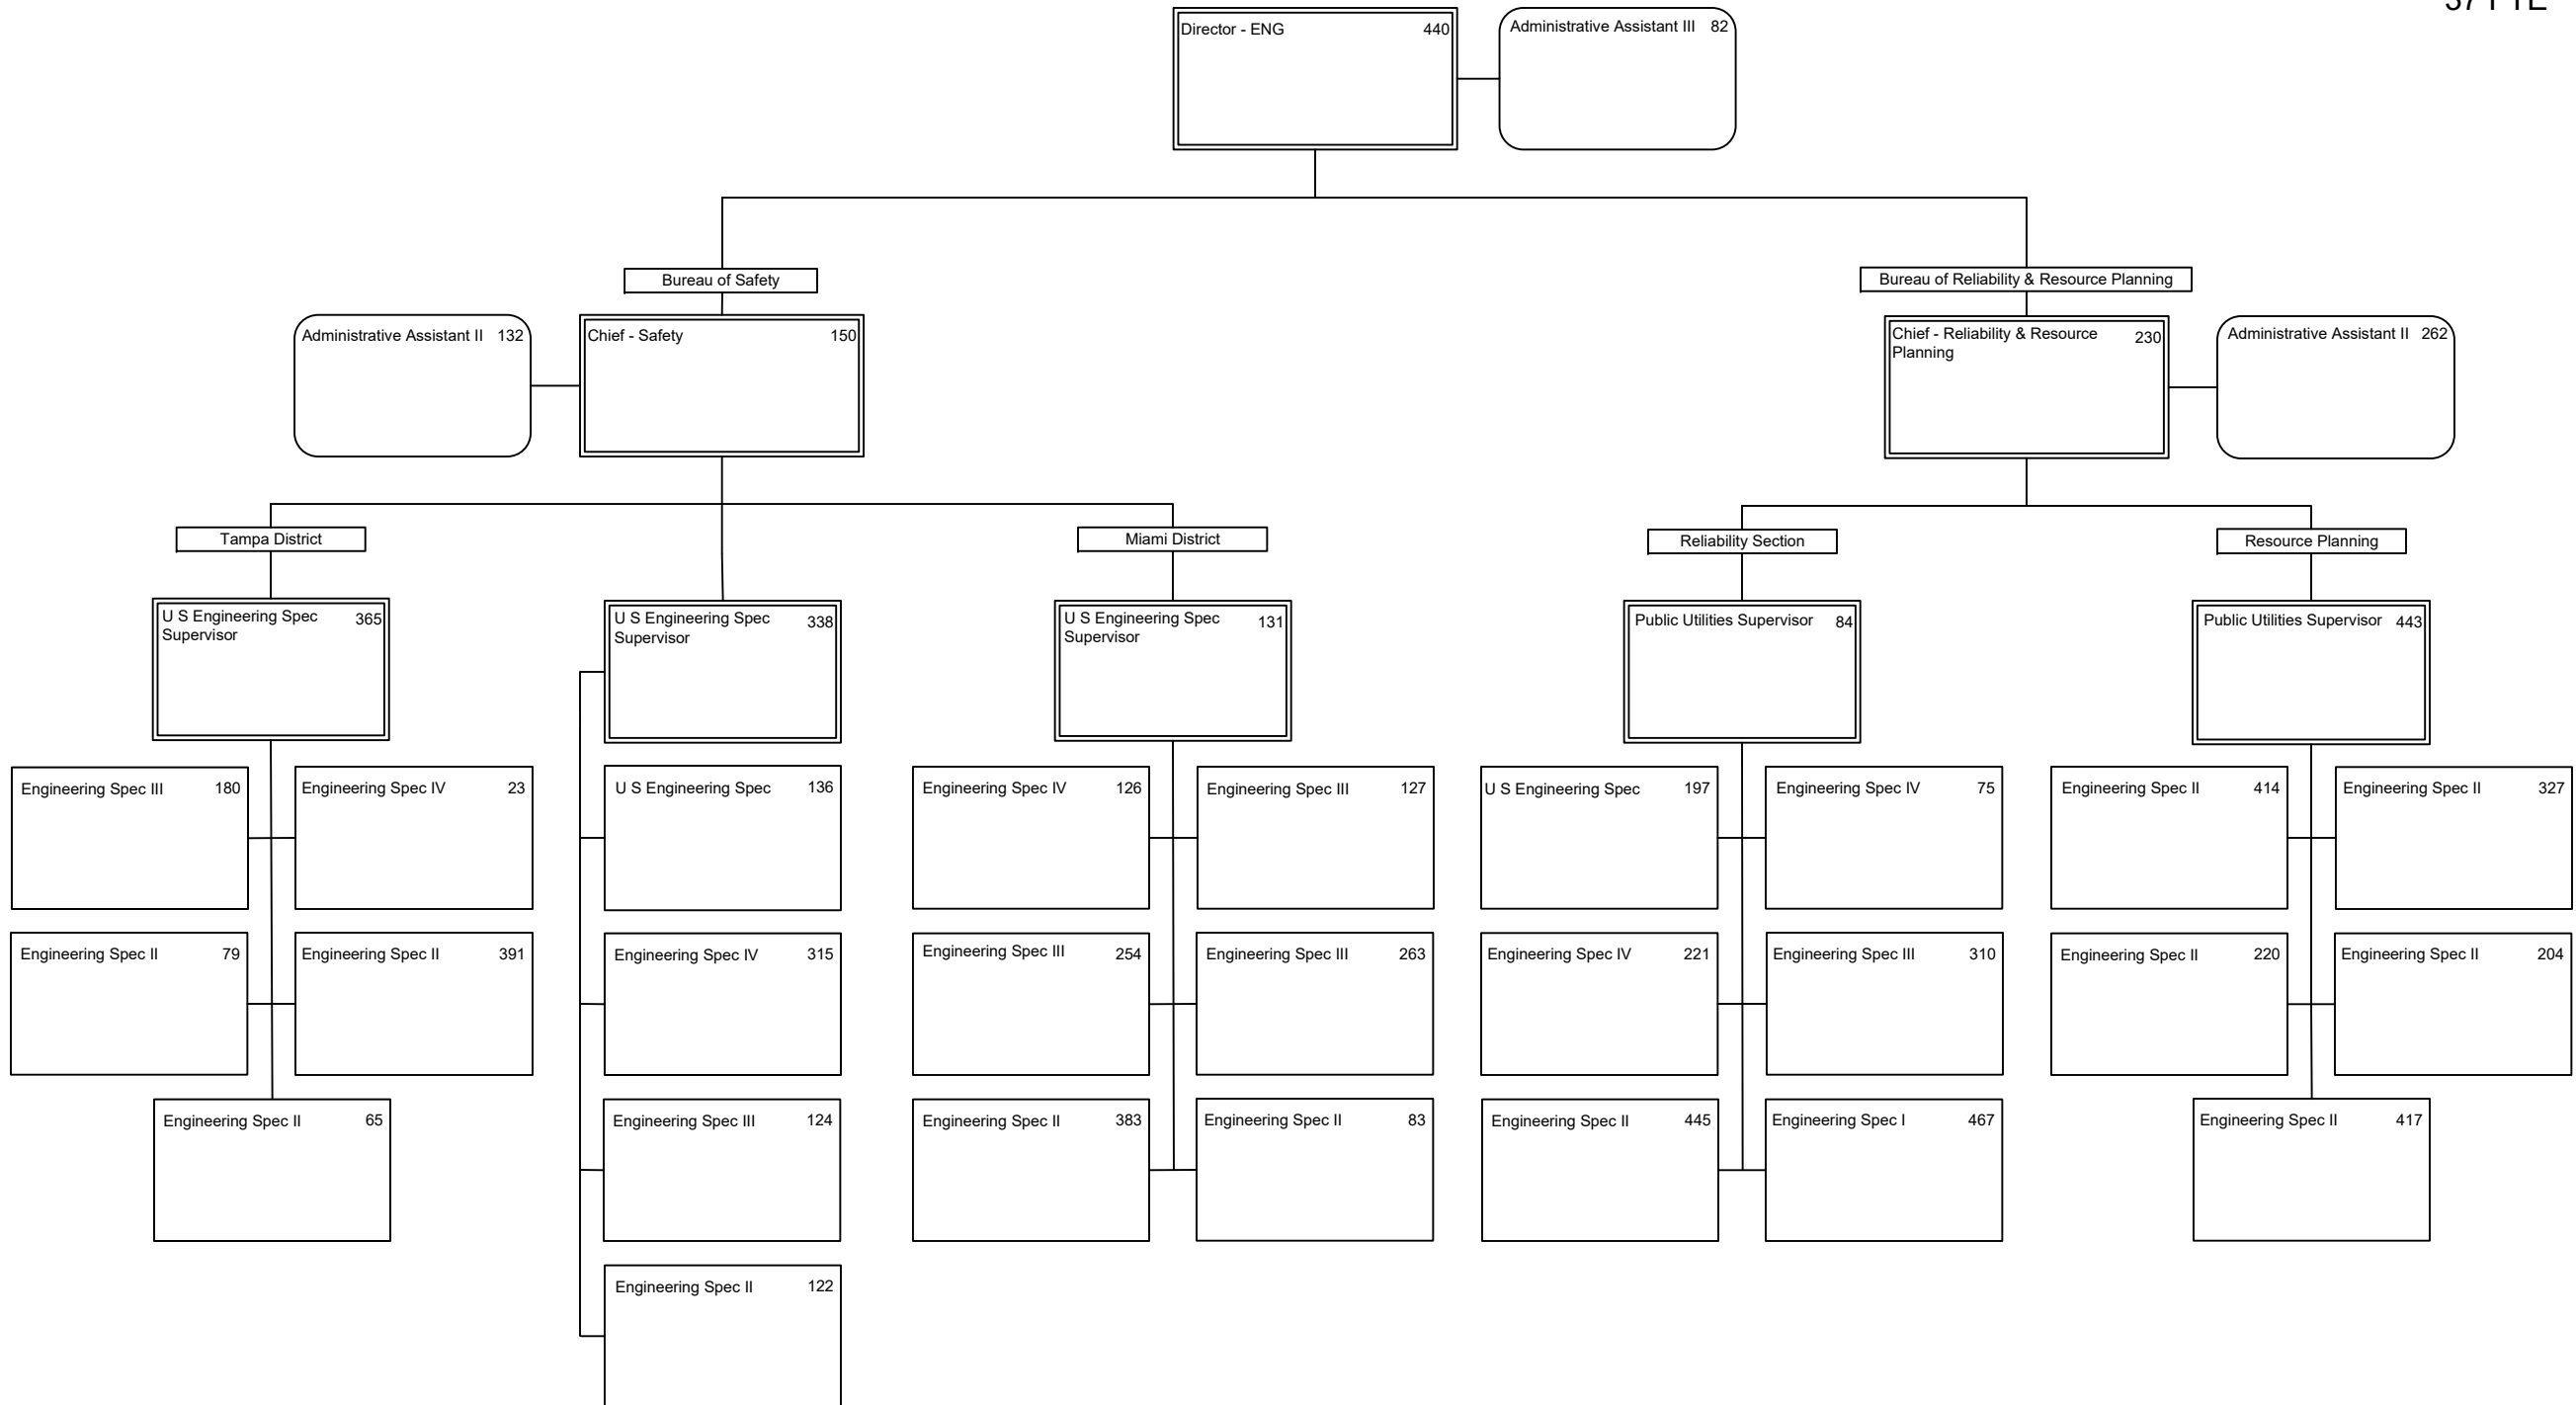 37 FTE
Director - ENG 440
Administrative Assistant III 82
Bureau of Safety
Bureau of Reliability & Resource Planning
Administrative Assistant II 132
Chief - Safety 150
Chief - Reliability & Resource 230
Planning
Administrative Assistant II 262
Tampa District
Miami District
Reliability Section
Resource Planning
U S Engineering Spec 365
Supervisor
U S Engineering Spec 338
Supervisor
U S Engineering Spec 131
Supervisor
Public Utilities Supervisor 84
Public Utilities Supervisor 443
Engineering Spec III 180
Engineering Spec IV 23
U S Engineering Spec 136
Engineering Spec IV 126
Engineering Spec III 127
U S Engineering Spec 197
Engineering Spec IV 75
Engineering Spec II 414
Engineering Spec II 327
Engineering Spec II 79
Engineering Spec II 391
Engineering Spec IV 315
Engineering Spec III 254
Engineering Spec III 263
Engineering Spec IV 221
Engineering Spec III 310
Engineering Spec II 220
Engineering Spec II 204
Engineering Spec II 65
Engineering Spec III 124
Engineering Spec II 383
Engineering Spec II 83
Engineering Spec II 445
Engineering Spec I 467
Engineering Spec II 417
Engineering Spec II 122